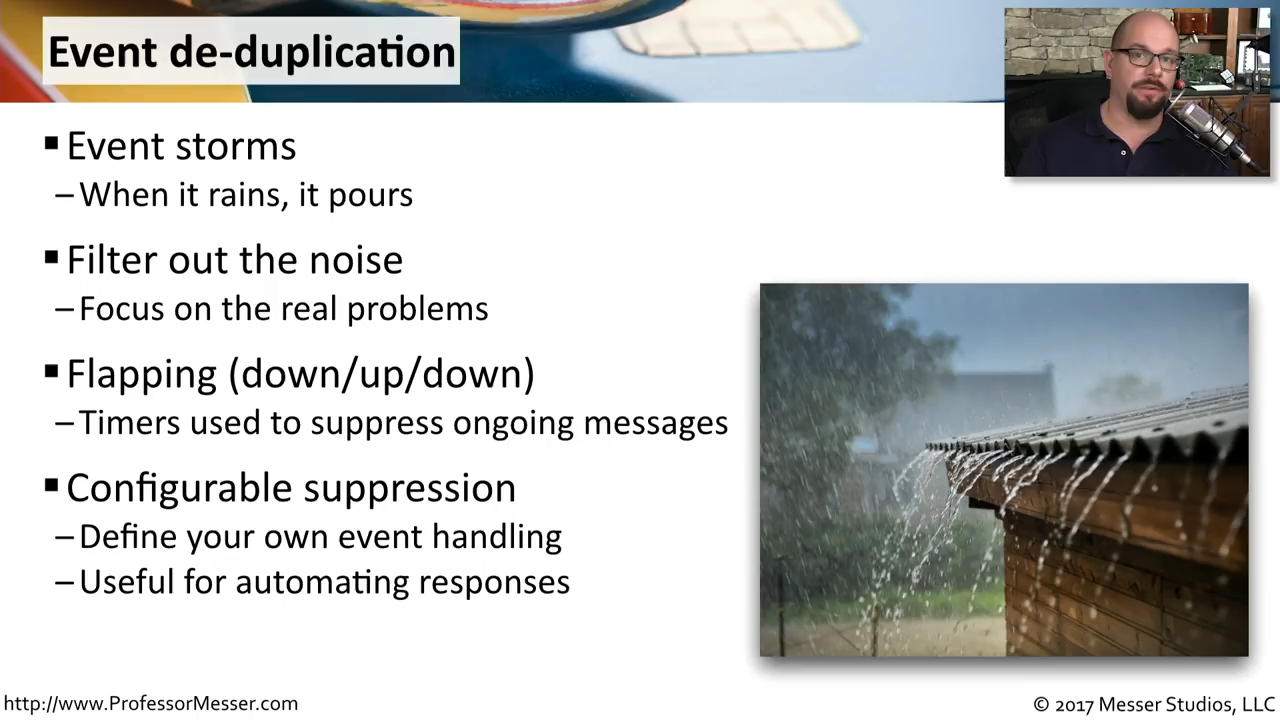 Event de-duplication
▪ Event storms
– When it rains, it pours
▪ Filter out the noise
– Focus on the real problems
▪ Flapping (down/up/down)
– Timers used to suppress ongoing messages
▪ Configurable suppression
– Define your own event handling
– Useful for automating responses
http://www.ProfessorMesser.com
© 2017 Messer Studios, LLC